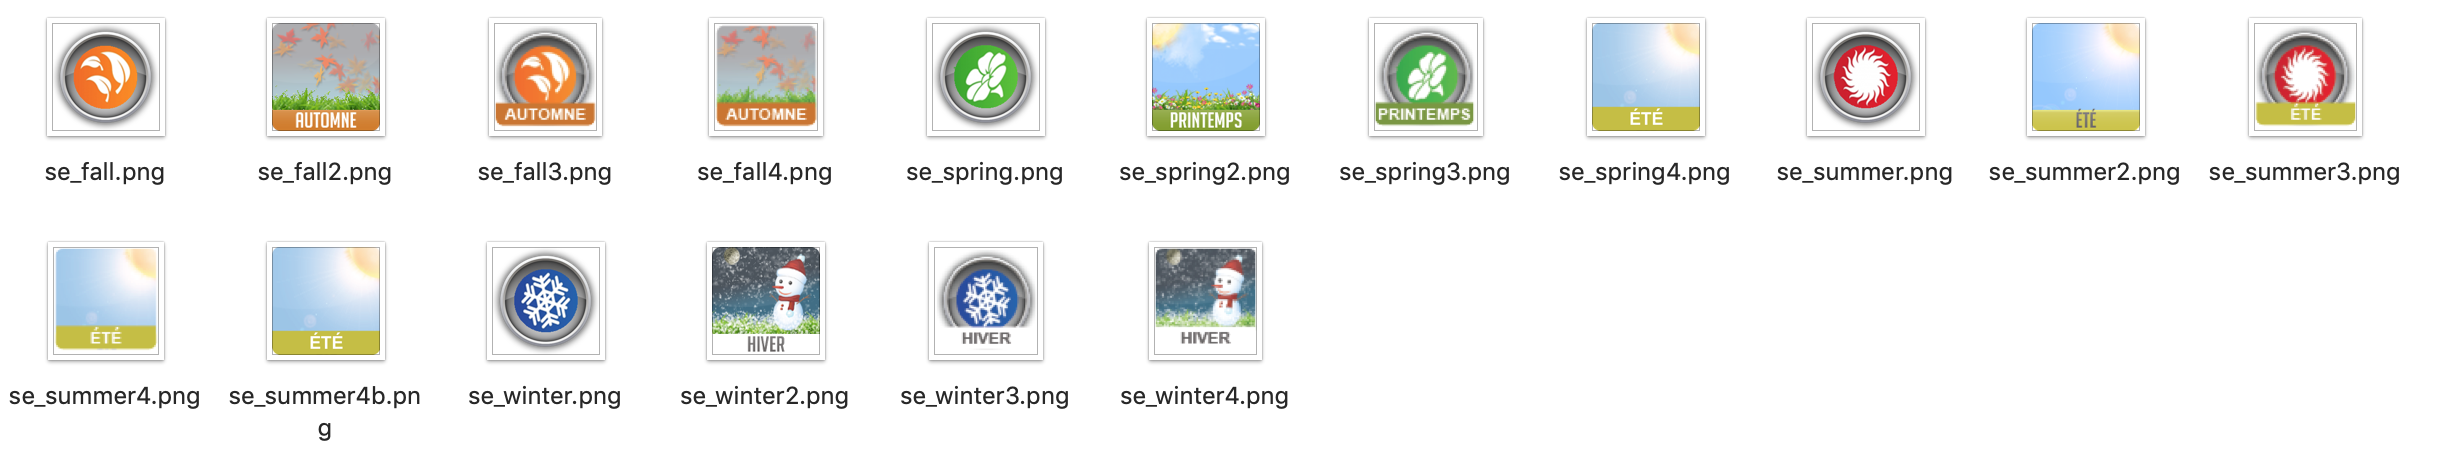 AUTOMNE
AUTOMNE
AUTOMNE
PRINTEMPS
PRINTEMPS
ÉTÉ
ÉTÉ
ÉTÉ
se_fall.png
se_fall2.png
se_fall3.png
se_fall4.png
se_spring.png
se_spring2.png
se_spring3.png
se_spring4.png
se_summer.png
se_summer2.png
se_summer3.png
ÉTÉ
ÉTÉ
HIVER
HIVER
HIVER
se_summer4.png
se_summer4b.pn
g
se_winter.png
se_winter2.png
se_winter3.png
se_winter4.png